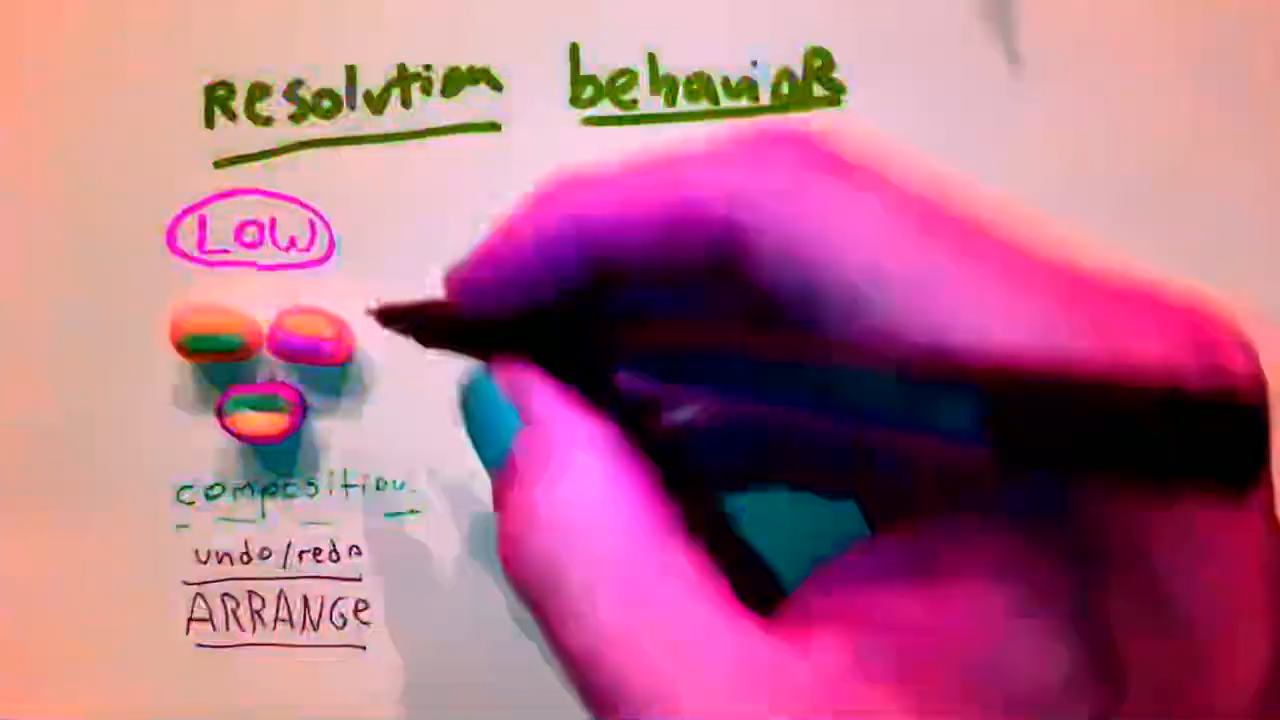 Resolution behavioR
LOW
composition
undo/redo
ARRANGe